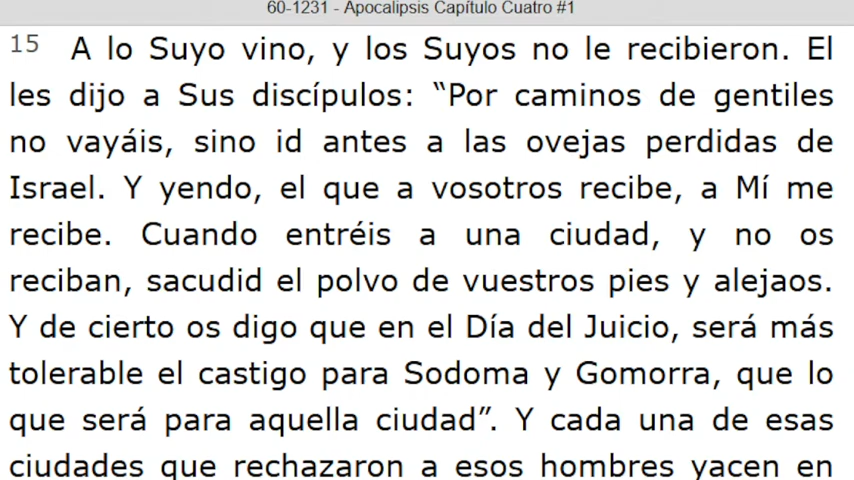 60-1231 - Apocalipsis Capítulo Cuatro #1
15 A lo Suyo vino, y los Suyos no le recibieron. El
les dijo a Sus discípulos: “Por caminos de gentiles
no vayáis, sino id antes a las ovejas perdidas de
Israel. Y yendo, el que a vosotros recibe, a Mí me
recibe. Cuando entréis a una ciudad, y no os
reciban, sacudid el polvo de vuestros pies y alejaos.
Y de cierto os digo que en el Día del Juicio, será más
tolerable el castigo para Sodoma y Gomorra, que lo
que será para aquella ciudad”. Y cada una de esas
ciudades que rechazaron a esos hombres yacen en